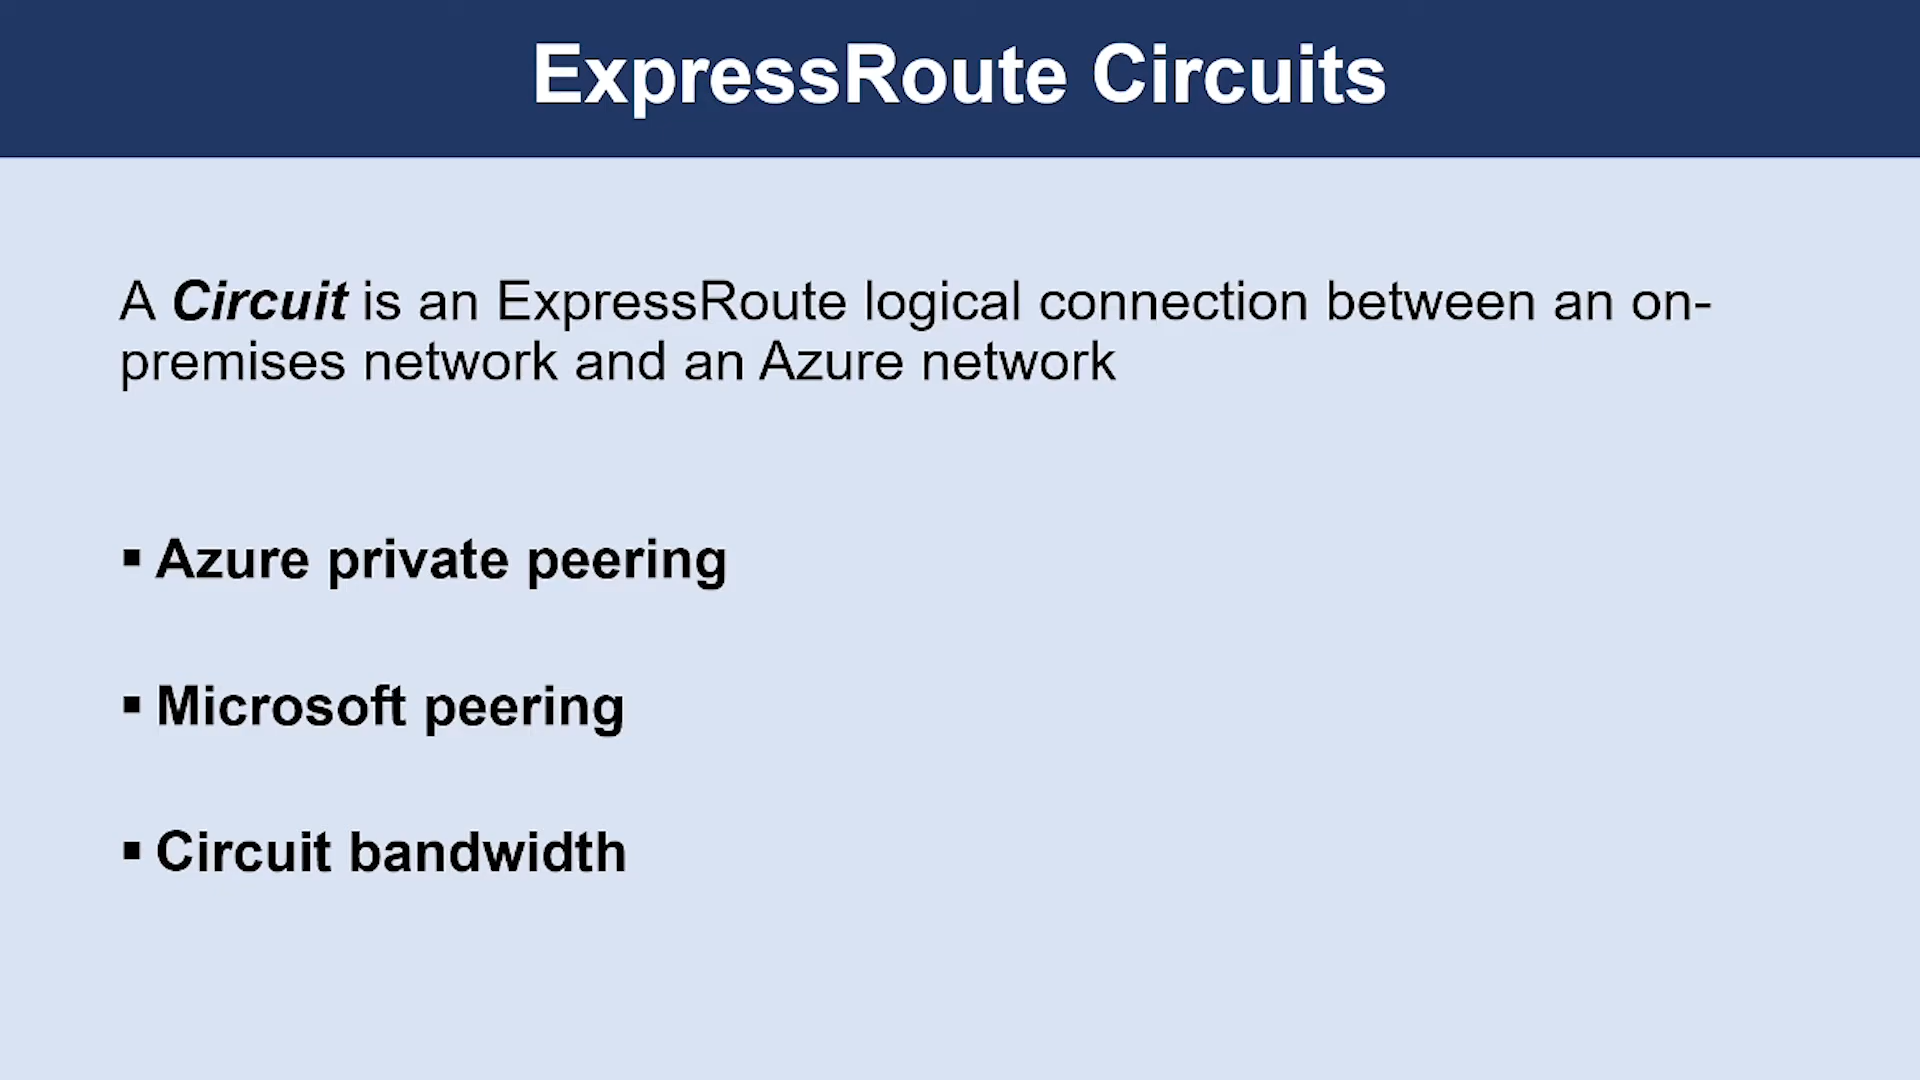 ExpressRoute Circuits
A Circuit is an ExpressRoute logical connection between an on-
premises network and an Azure network
▪ Azure private peering
▪ Microsoft peering
▪ Circuit bandwidth